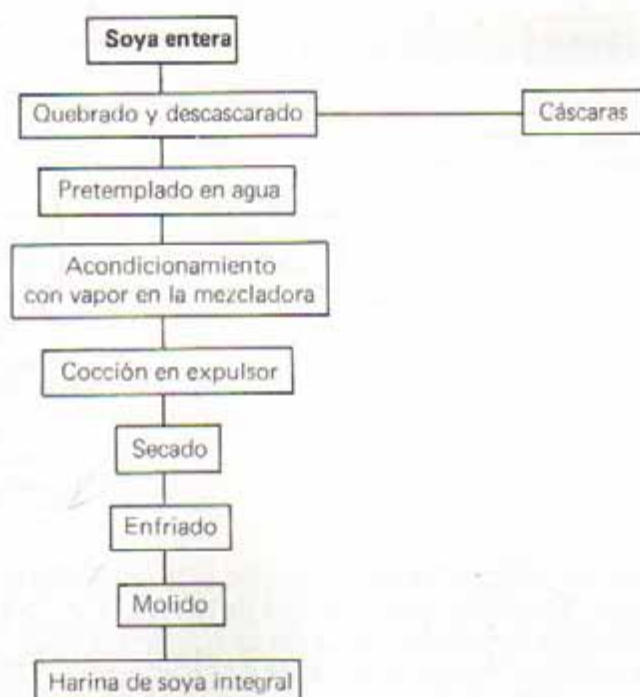 Soya entera
Quebrado y descascarado
Cáscaras
Pretemplado en agua
Acondicionamiento
con vapor en la mezcladora
Cocción en expulsor
Secado
Enfriado
Molido
Harina de soya integral